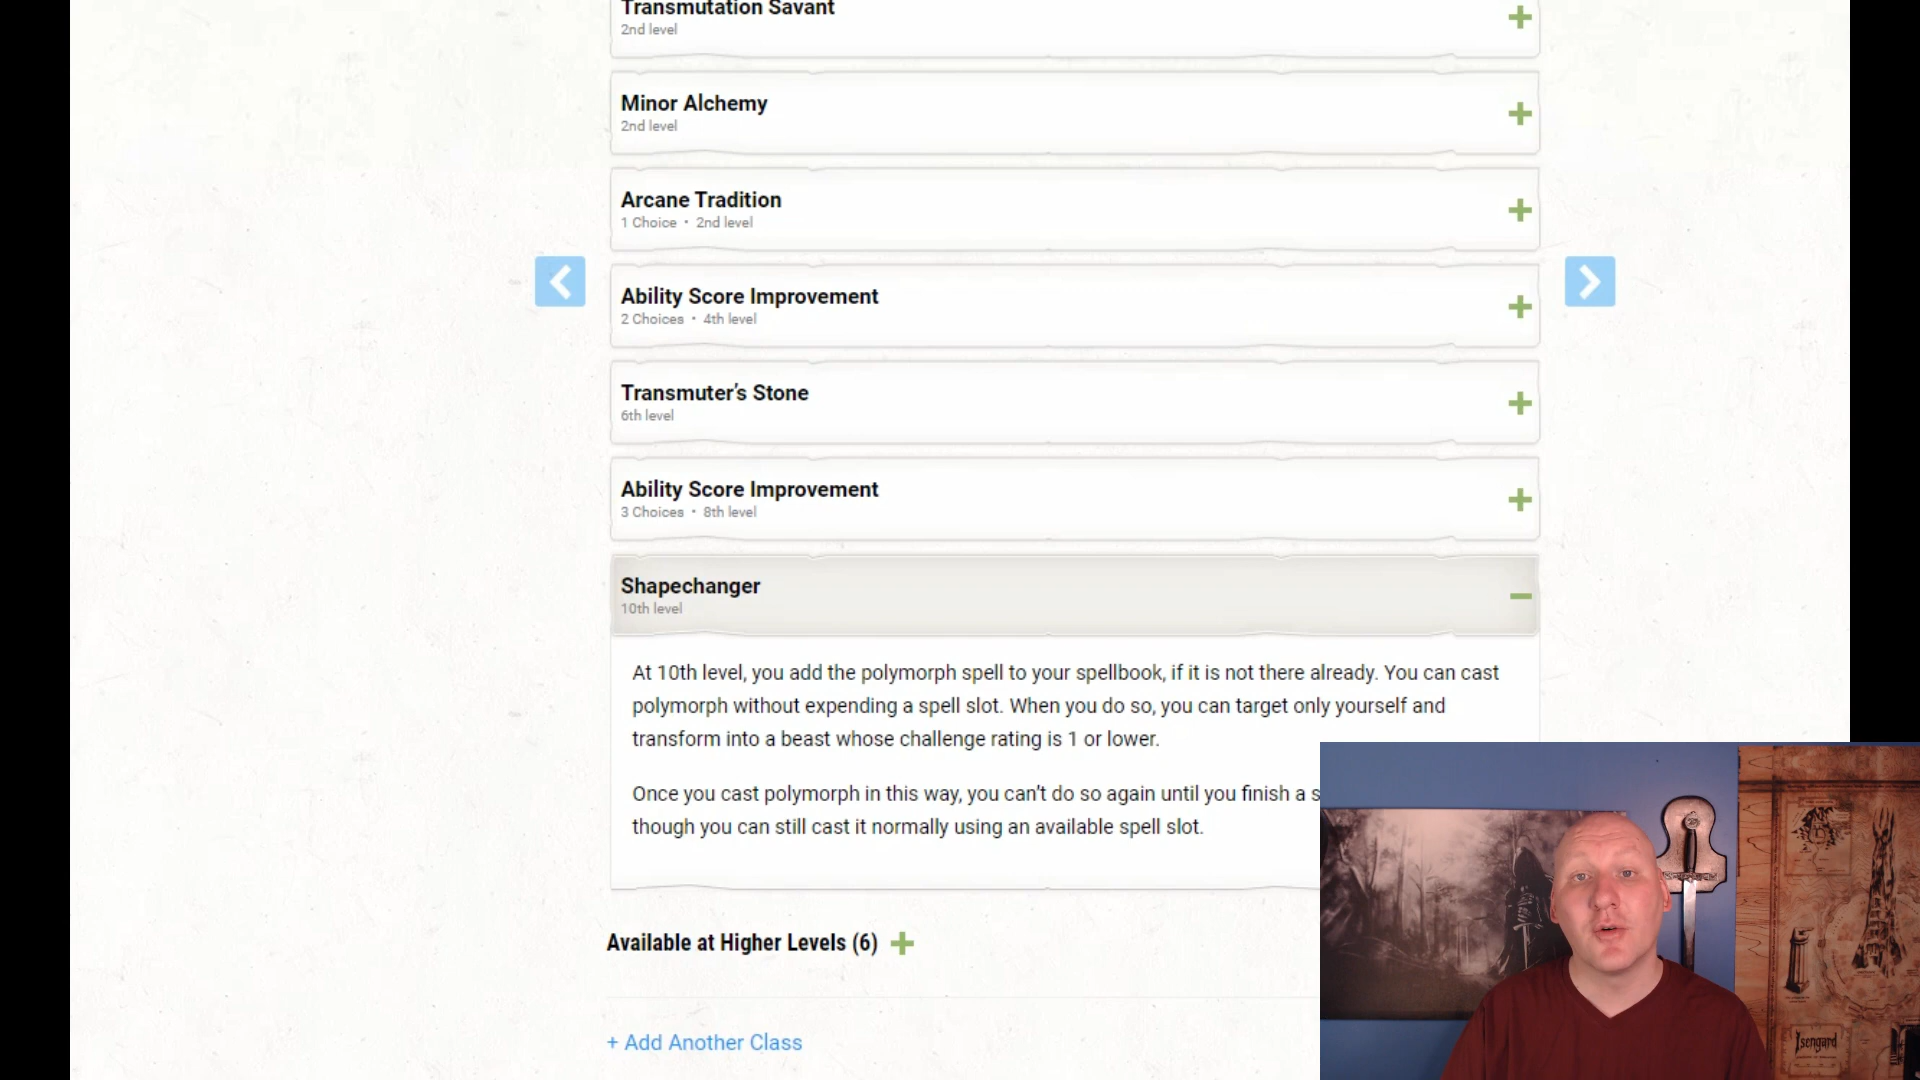 Transmutation Savant
2nd level
Minor Alchemy
2nd level
Arcane Tradition
1 Choice • 2nd level
Ability Score Improvement
2 Choices • 4th level
Transmuter's Stone
6th level
Ability Score Improvement
3 Choices • 8th level
Shapechanger
10th level
At 10th level, you add the polymorph spell to your spellbook, if it is not there already. You can cast
polymorph without expending a spell slot. When you do so, you can target only yourself and
transform into a beast whose challenge rating is 1 or lower.
Once you cast polymorph in this way, you can't do so again until you finish a s
though you can still cast it normally using an available spell slot.
Available at Higher Levels (6)
+ Add Another Class
Isengard